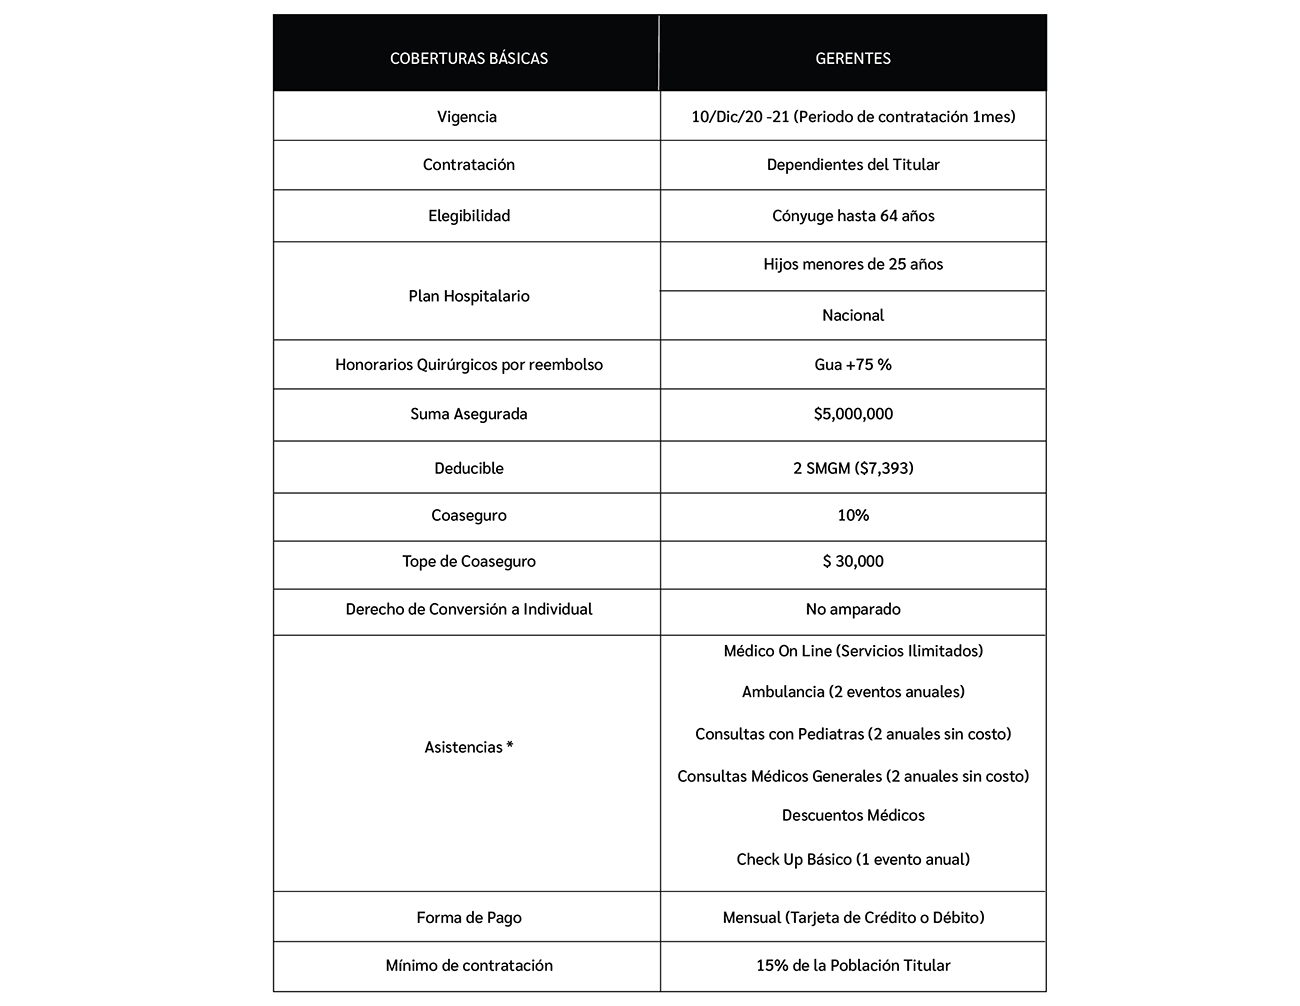 COBERTURAS BÁSICAS
GERENTES
Vigencia
10/Dic/20 -21 (Periodo de contratación 1mes)
Contratación
Dependientes del Titular
Elegibilidad
Cónyuge hasta 64 años
Plan Hospitalario
Hijos menores de 25 años
Nacional
Honorarios Quirúrgicos por reembolso
Gua +75 %
Suma Asegurada
$5,000,000
Deducible
2 SMGM ($7,393)
Coaseguro
10%
Tope de Coaseguro
$ 30,000
Derecho de Conversión a Individual
No amparado
Asistencias *
Médico On Line (Servicios Ilimitados)
Ambulancia (2 eventos anuales)
Consultas con Pediatras (2 anuales sin costo)
Consultas Médicos Generales (2 anuales sin costo)
Descuentos Médicos
Check Up Básico (1 evento anual)
Forma de Pago
Mensual (Tarjeta de Crédito o Débito)
Mínimo de contratación
15% de la Población Titular